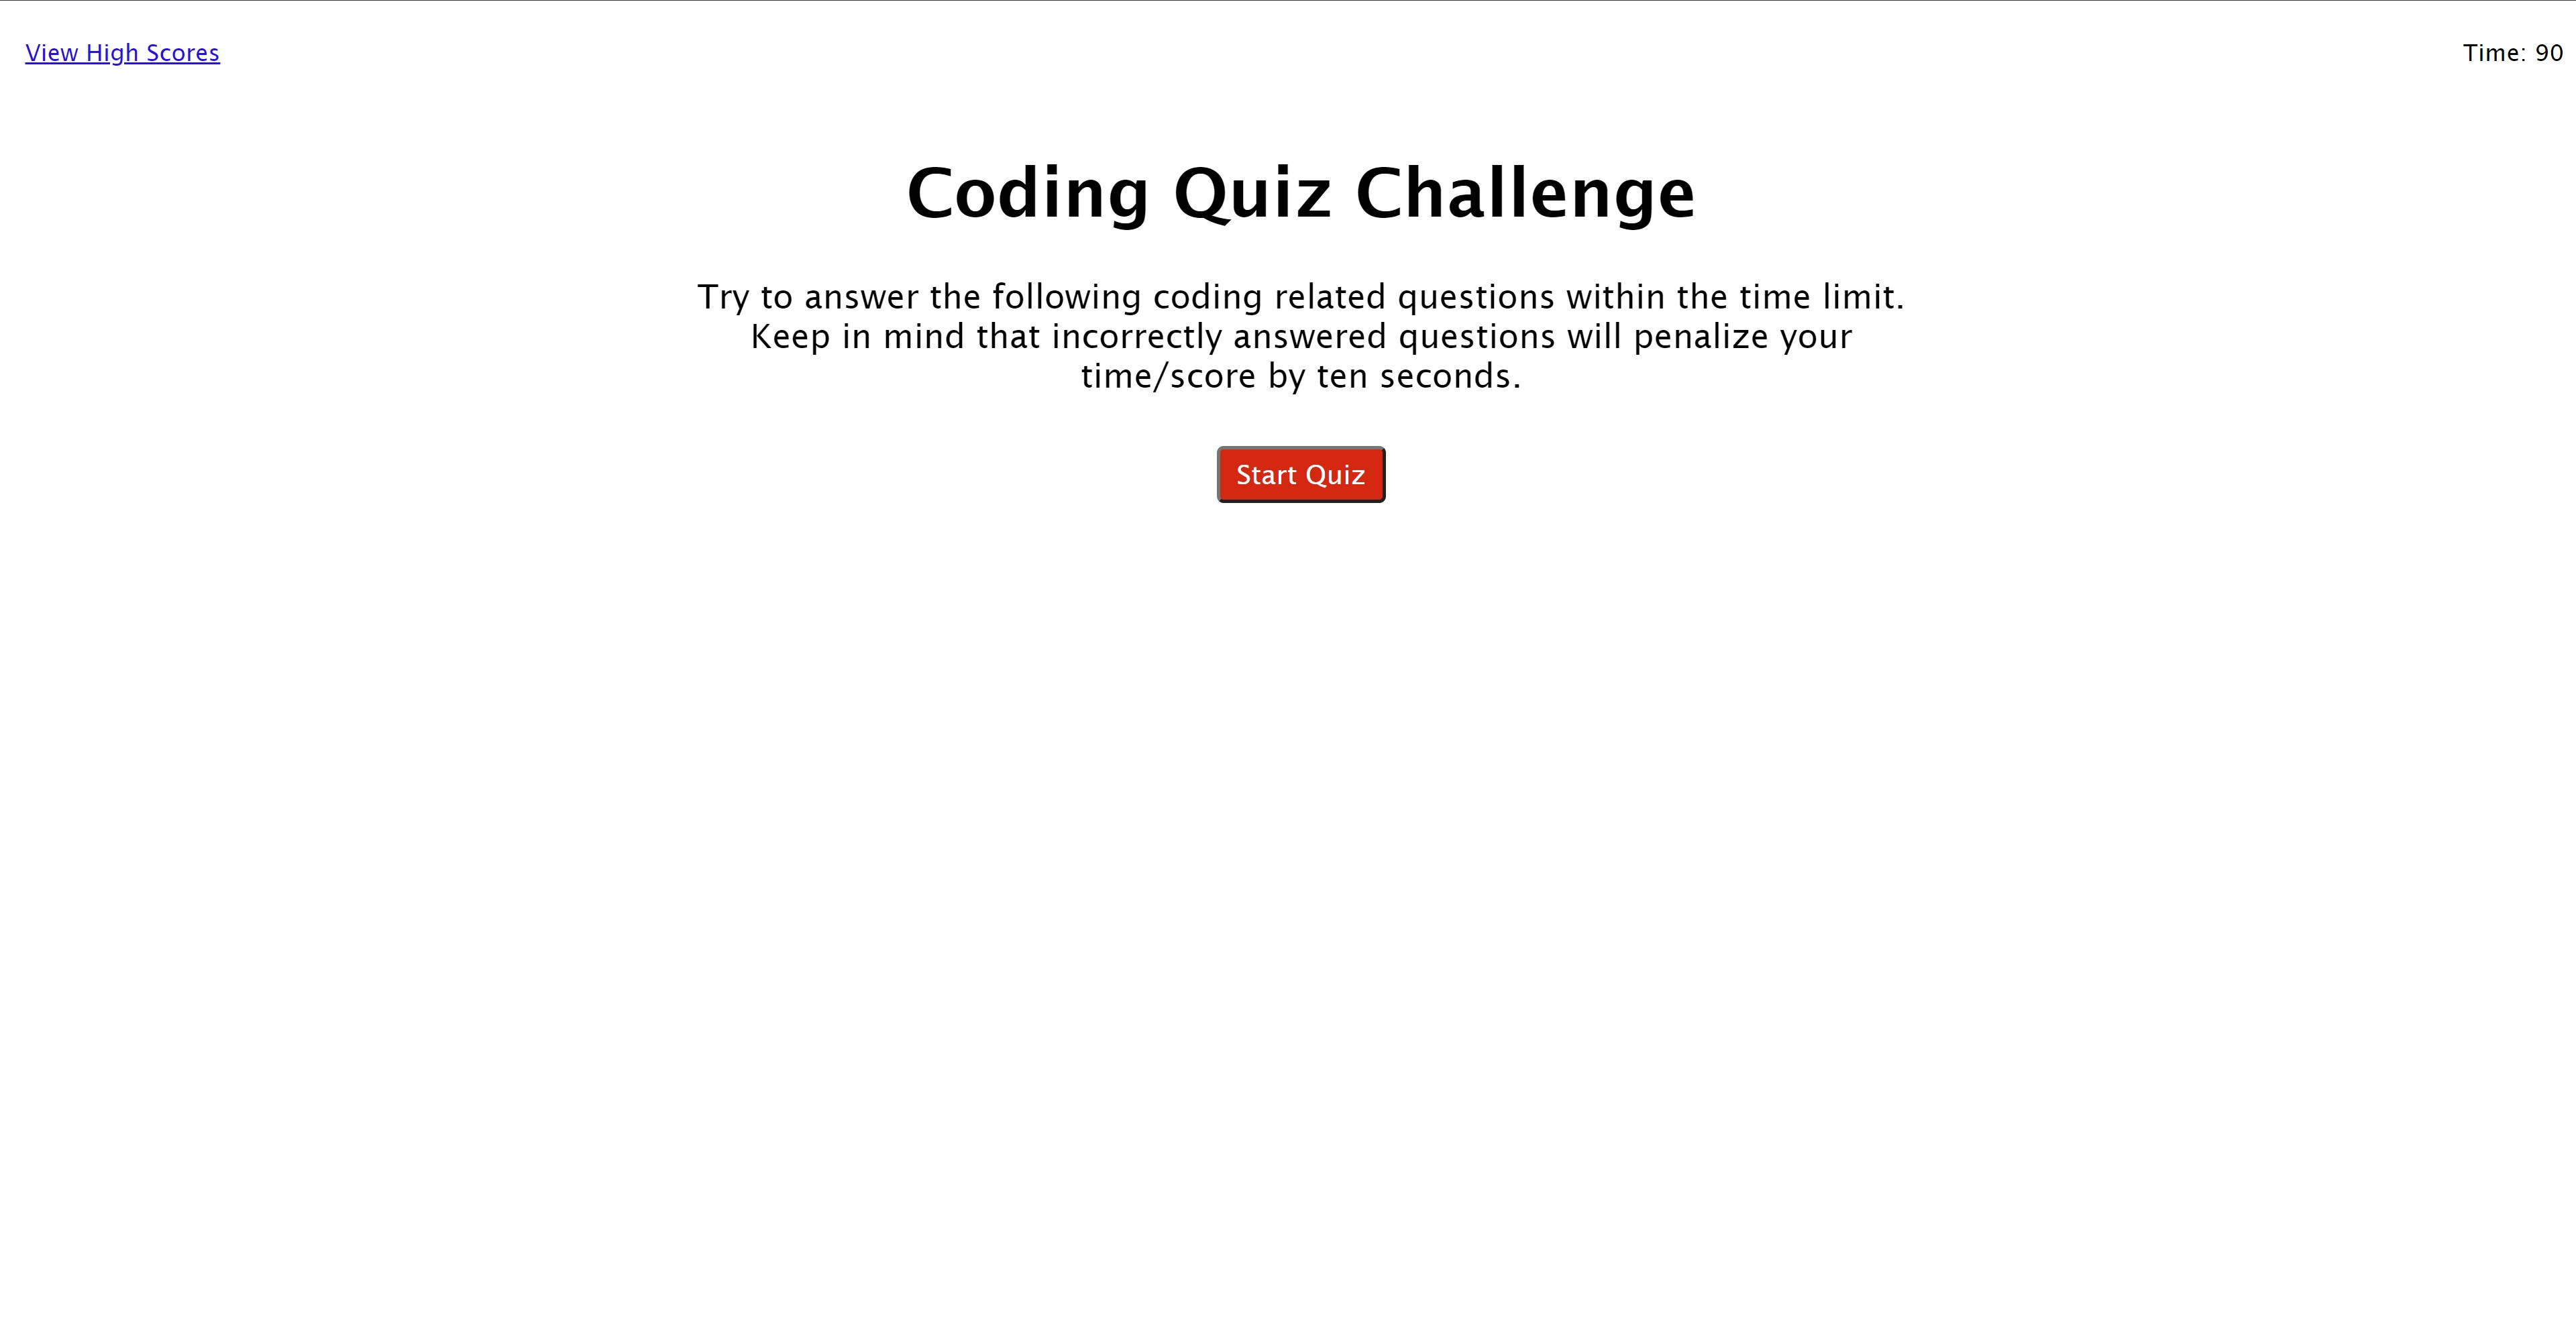 View High Scores
Time: 90
Coding Quiz Challenge
Try to answer the following coding related questions within the time limit.
Keep in mind that incorrectly answered questions will penalize your
time/score by ten seconds.
Start Quiz